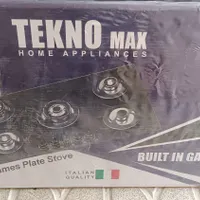 TEKNO MAX
HOME APPLIANCES
mes Plate Stove
BUILT IN GA
ITALIAN
QUALITY